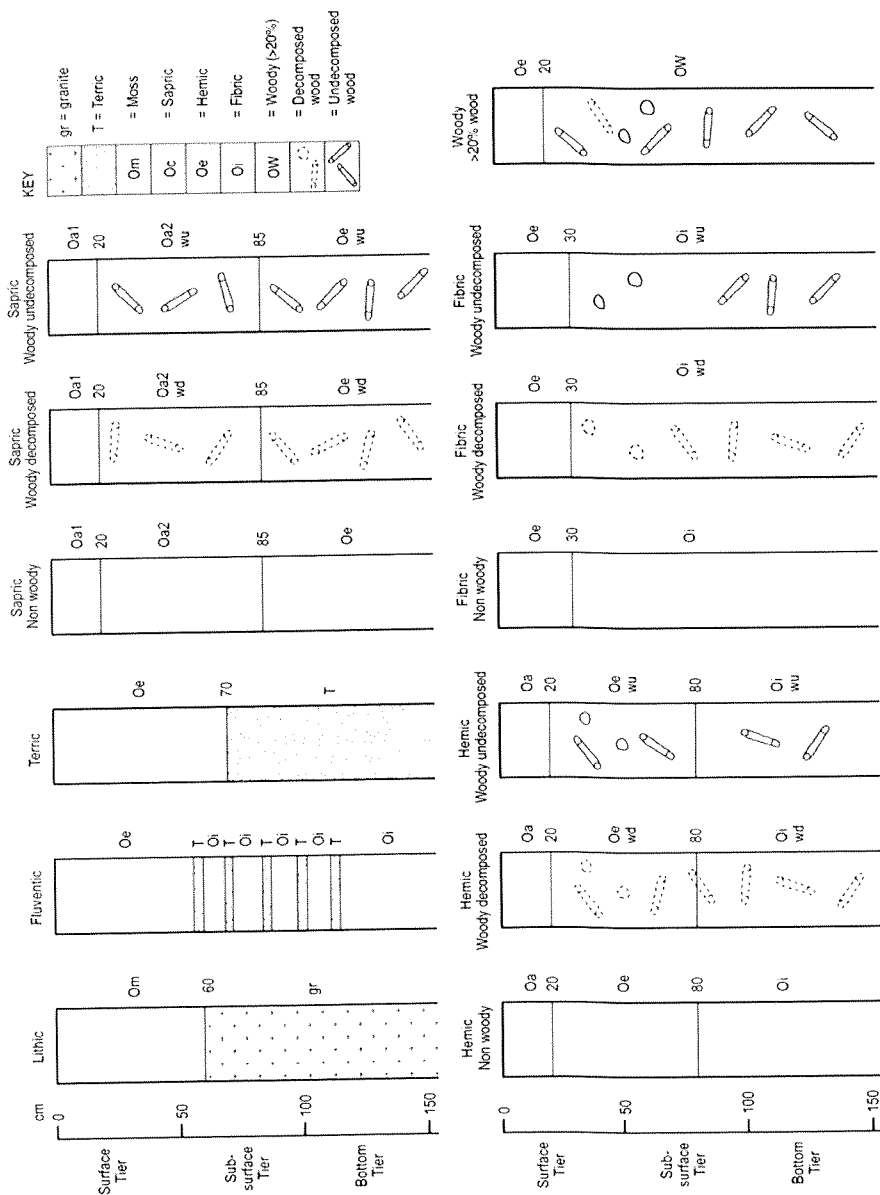 cm
0
50
100
150
Surface
Tier
Sub-
surface
Tier
Bottom
Tier
Lithic
Om
60
gr
Fluventic
Oe
T
Oi
T
Oi
T
Oi
T
Oi
T
Oi
Terric
Oe
70
T
Sapric
Non woody
Oa1
20
Oa2
85
Oe
Sapric
Woody decomposed
Oa1
20
Oa2
wd
85
Oe
wd
Sapric
Woody undecomposed
Oa1
20
Oa2
wu
85
Oe
wu
KEY
gr = granite
T = Terric
Om = Moss
Oc = Sapric
Oe = Hemic
Oi = Fibric
OW = Woody (>20%)
= Decomposed
wood
= Undecomposed
wood
0
50
100
150
Surface
Tier
Sub-
surface
Tier
Bottom
Tier
Hemic
Non woody
Oa
20
Oe
80
Oi
Hemic
Woody decomposed
Oa
20
Oe
wd
80
Oi
wd
Hemic
Woody undecomposed
Oa
20
Oe
wu
80
Oi
wu
Fibric
Non woody
Oe
30
Oi
Fibric
Woody decomposed
Oe
30
Oi
wd
Fibric
Woody undecomposed
Oe
30
Oi
wu
Woody
>20% wood
Oe
20
OW